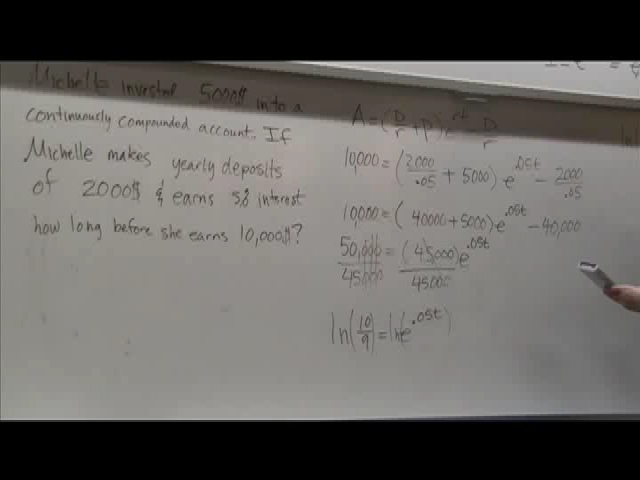 Michelle invested 5000$ into a
continuously compounded account. If
Michelle makes yearly deposits
of 2000$ & earns 5% interest
how long before she earns 10,000$?
A = (D/r + P)e^rt - D/r
10,000 = (2000/.05 + 5000) e^.05t - 2000/.05
10,000 = (40000 + 5000) e^.05t - 40,000
50,000/45000 = (45000)e^.05t/45000
ln(10/9) = ln(e^.05t)